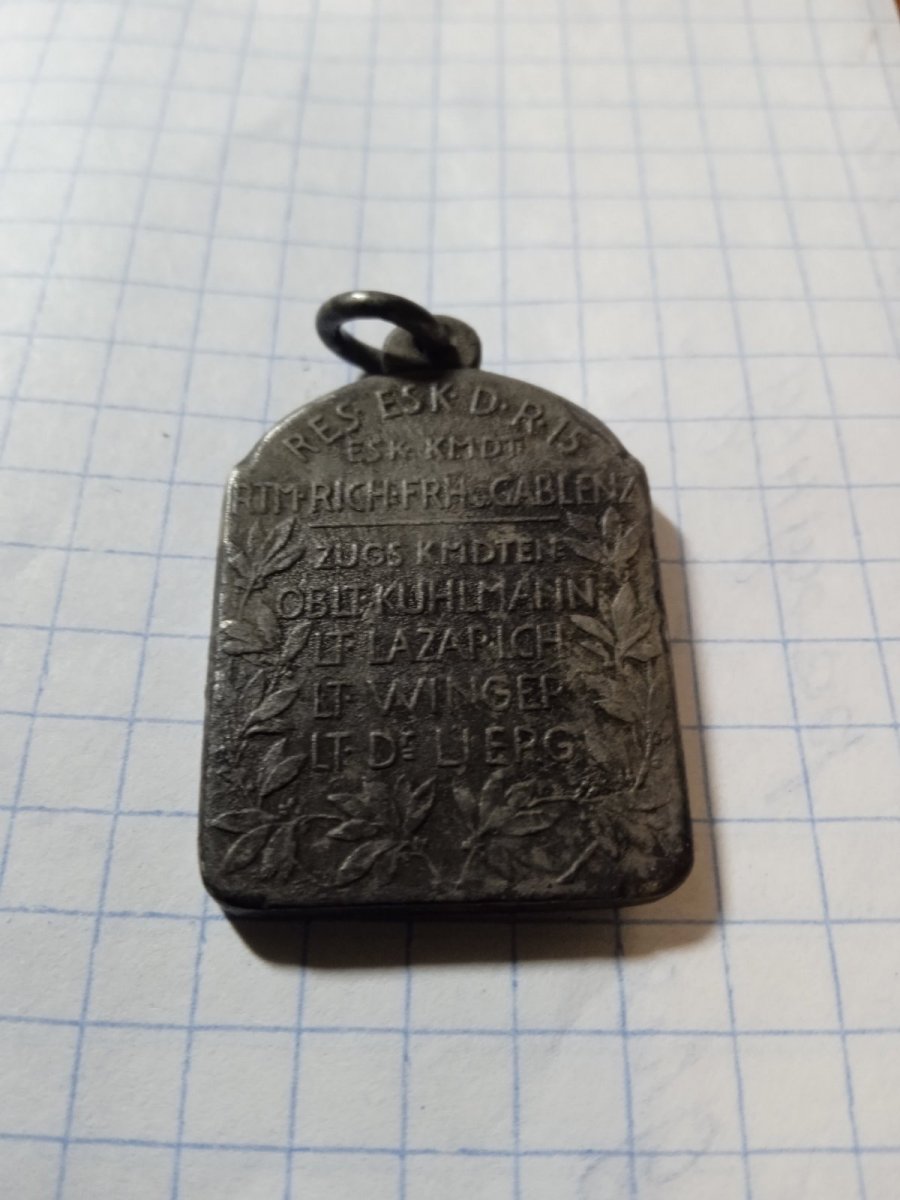 RES·ESK·D·R·15
ESK·KMDT
RTM·RICH·FRH·v.GABLENZ
ZUGS KMDTEN:
OBLT·KUHLMANN
LT·LAZARICH
LT·WINGER
LT·DE LIERG